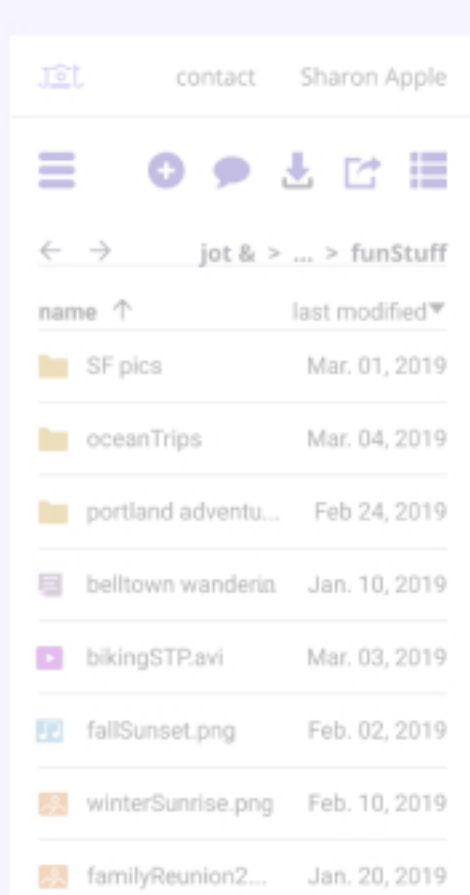 jot
contact Sharon Apple
jot & > ... > funStuff
name last modified
SF pics Mar. 01, 2019
oceanTrips Mar. 04, 2019
portland adventu... Feb 24, 2019
belltown wanderin Jan. 10, 2019
bikingSTP.avi Mar. 03, 2019
fallSunset.png Feb. 02, 2019
winterSunrise.png Feb. 10, 2019
familyReunion2... Jan. 20, 2019